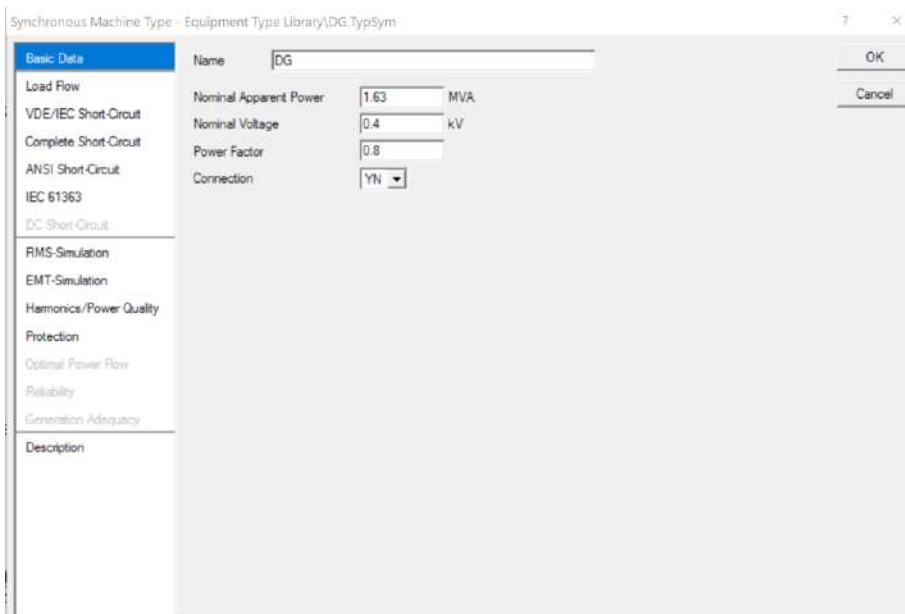 Synchronous Machine Type - Equipment Type Library\DG.TypSym ? ×
Basic Data
Load Flow
VDE/IEC Short-Circuit
Complete Short-Circuit
ANSI Short-Circuit
IEC 61363
DC Short-Circuit
RMS-Simulation
EMT-Simulation
Harmonics/Power Quality
Protection
Optimal Power Flow
Reliability
Generation Adequacy
Description
Name DG
Nominal Apparent Power 1.63 MVA
Nominal Voltage 0.4 kV
Power Factor 0.8
Connection YN
OK
Cancel